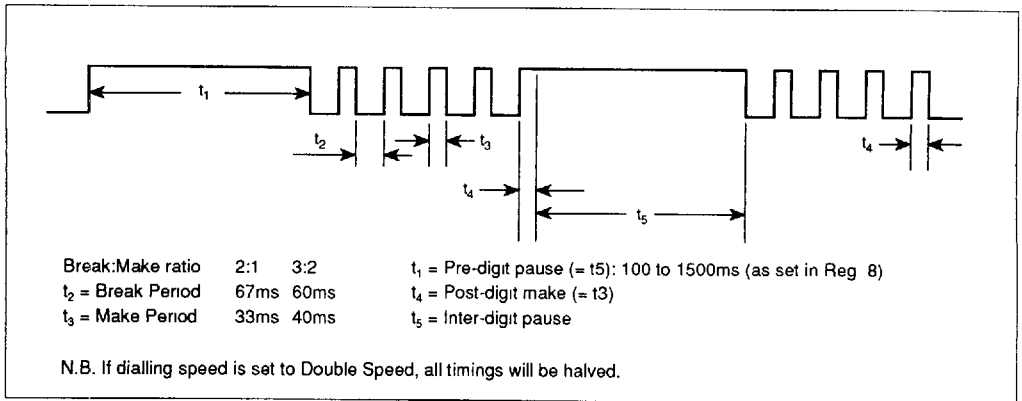 t1
t2
t3
t4
t4
t5
Break:Make ratio 2:1 3:2
t2 = Break Period 67ms 60ms
t3 = Make Period 33ms 40ms
t1 = Pre-digit pause (= t5): 100 to 1500ms (as set in Reg 8)
t4 = Post-digit make (= t3)
t5 = Inter-digit pause
N.B. If dialling speed is set to Double Speed, all timings will be halved.